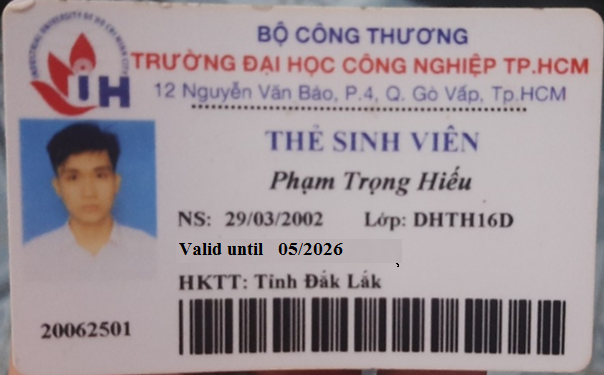 INDUSTRIAL UNIVERSITY OF HO CHI MINH CITY
IUH
BỘ CÔNG THƯƠNG
TRƯỜNG ĐẠI HỌC CÔNG NGHIỆP TP.HCM
12 Nguyễn Văn Bảo, P.4, Q. Gò Vấp, Tp.HCM
THẺ SINH VIÊN
Phạm Trọng Hiếu
NS: 29/03/2002 Lớp: DHTH16D
Valid until 05/2026
HKTT: Tỉnh Đắk Lắk
20062501